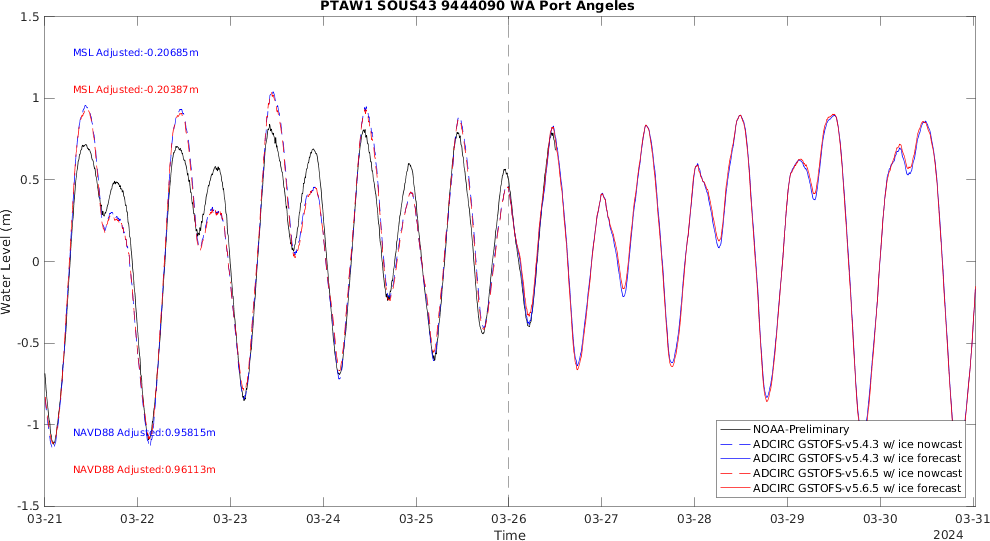 PTAW1 SOUS43 9444090 WA Port Angeles
1.5
MSL Adjusted:-0.20685m
MSL Adjusted:-0.20387m
1
0.5
0
-0.5
-1
-1.5
Water Level (m)
NAVD88 Adjusted:0.95815m
NAVD88 Adjusted:0.96113m
NOAA-Preliminary
ADCIRC GSTOFS-v5.4.3 w/ ice nowcast
ADCIRC GSTOFS-v5.4.3 w/ ice forecast
ADCIRC GSTOFS-v5.6.5 w/ ice nowcast
ADCIRC GSTOFS-v5.6.5 w/ ice forecast
03-21 03-22 03-23 03-24 03-25 03-26 03-27 03-28 03-29 03-30 03-31
Time
2024